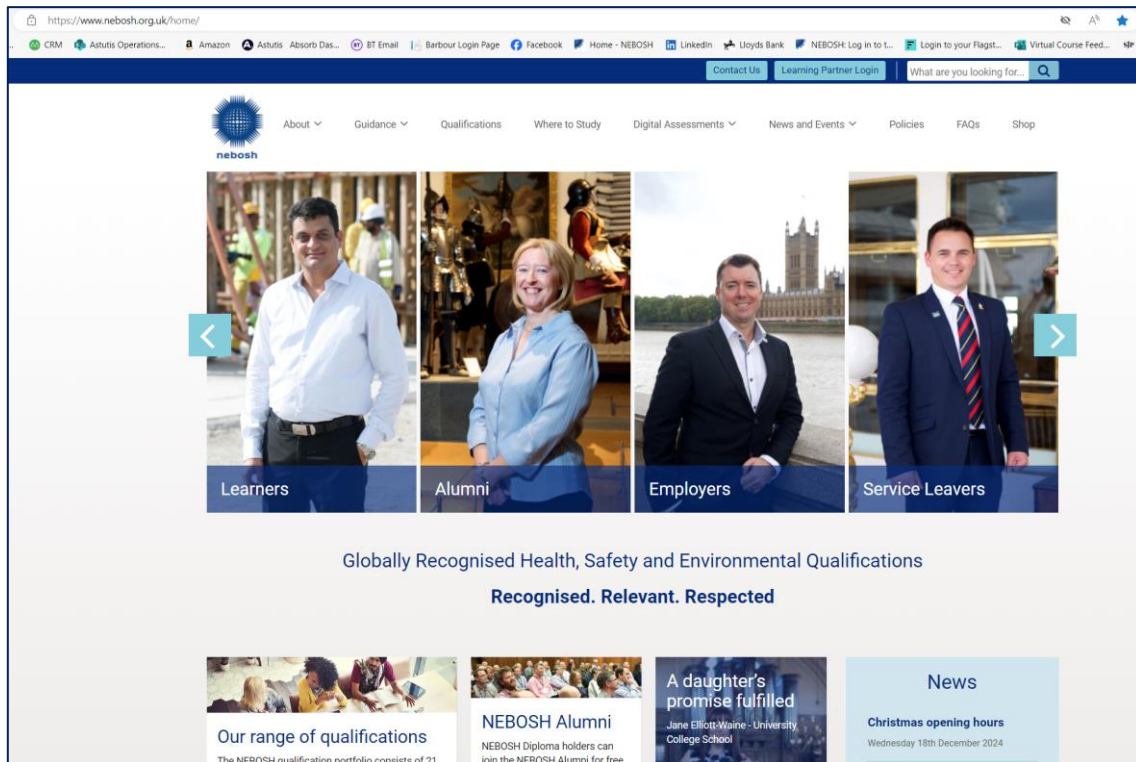 https://www.nebosh.org.uk/home/
CRM Astutis Operations... Amazon Astutis Absorb Das... BT Email Barbour Login Page Facebook Home - NEBOSH LinkedIn Lloyds Bank NEBOSH: Log in to t... Login to your Flagst... Virtual Course Feed...
Contact Us Learning Partner Login What are you looking for...
nebosh
About Guidance Qualifications Where to Study Digital Assessments News and Events Policies FAQs Shop
Learners Alumni Employers Service Leavers
Globally Recognised Health, Safety and Environmental Qualifications
Recognised. Relevant. Respected
Our range of qualifications
The NEBOSH qualification portfolio consists of 21
NEBOSH Alumni
NEBOSH Diploma holders can
join the NEBOSH Alumni for free
A daughter's
promise fulfilled
Jane Elliott-Waine - University
College School
News
Christmas opening hours
Wednesday 18th December 2024